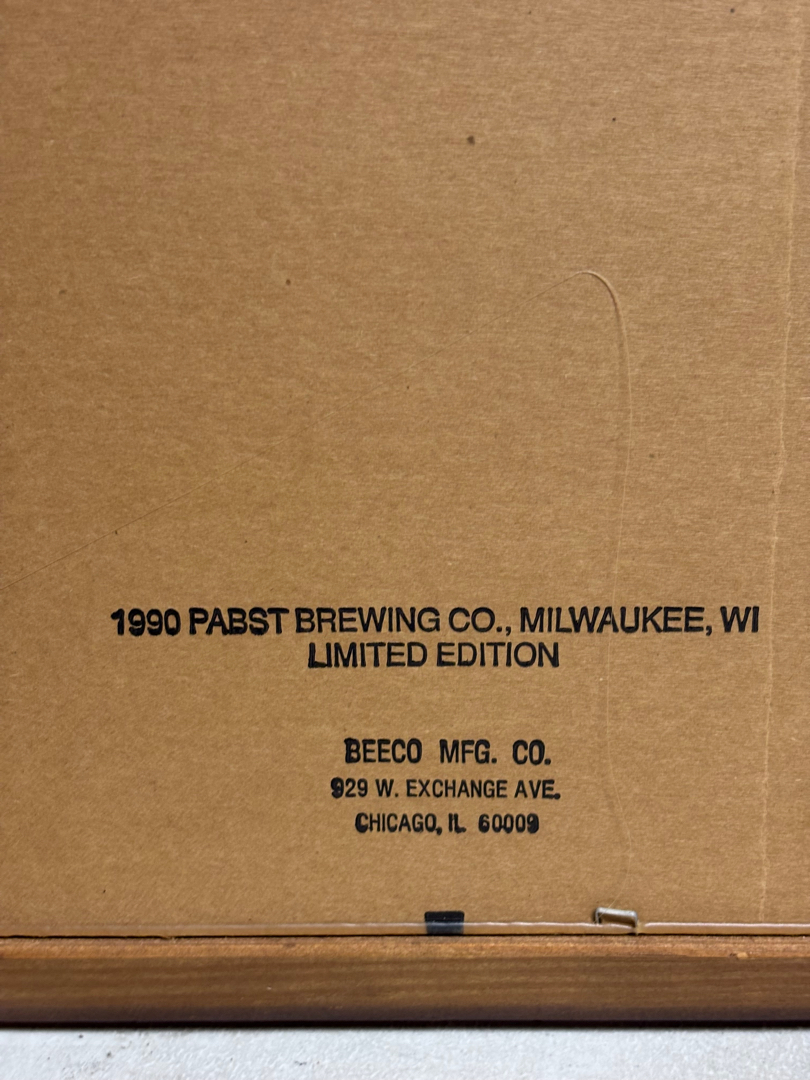 1990 PABST BREWING CO., MILWAUKEE, WI
LIMITED EDITION
BEECO MFG. CO.
929 W. EXCHANGE AVE.
CHICAGO, IL 60009